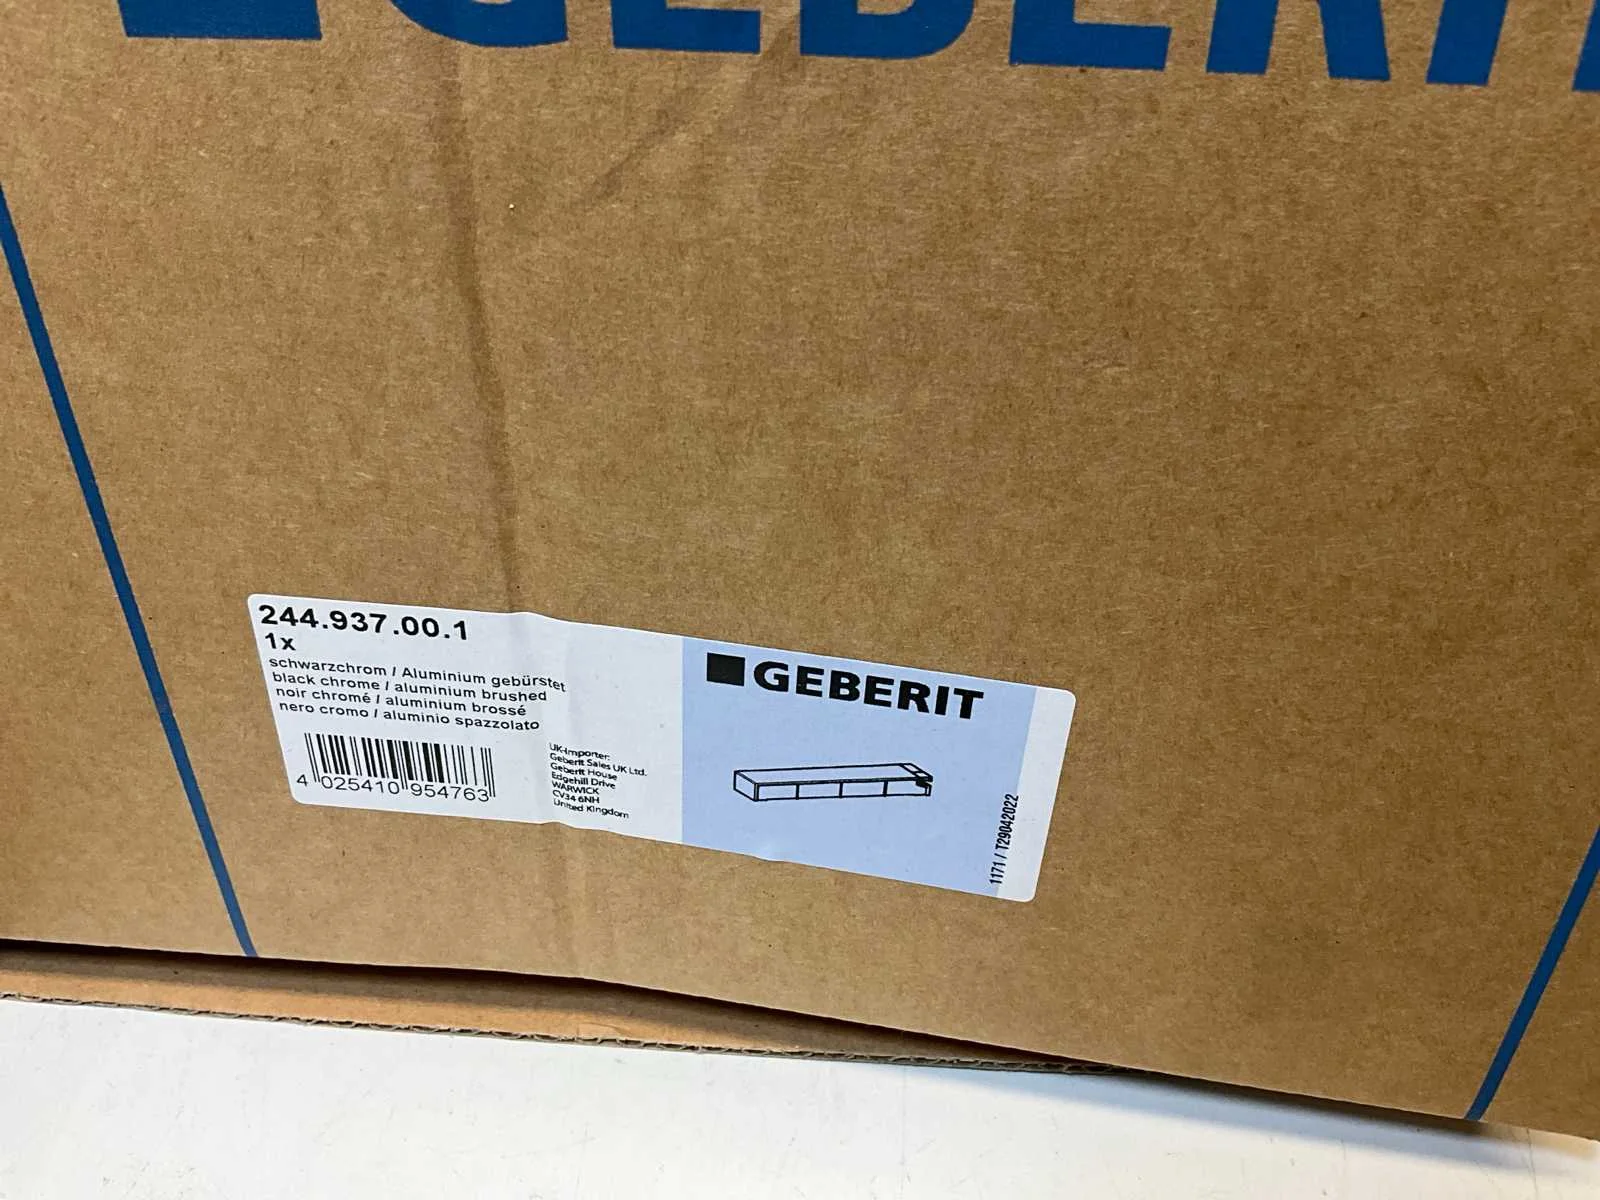 GEBERIT
244.937.00.1
1x
schwarzchrom / Aluminium gebürstet
black chrome / aluminium brushed
noir chromé / aluminium brossé
nero cromo / aluminio spazzolato
4 025410 954763
UK-Importer:
Geberit Sales UK Ltd.
Geberit House
Edgehill Drive
WARWICK
CV34 6NH
United Kingdom
GEBERIT
1171 / T29042022